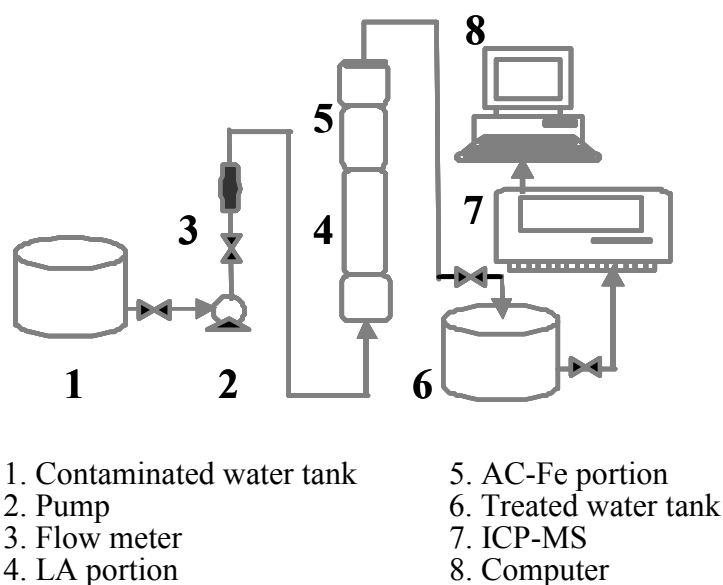 8
5
7
3
4
1
2
6
1. Contaminated water tank
2. Pump
3. Flow meter
4. LA portion
5. AC-Fe portion
6. Treated water tank
7. ICP-MS
8. Computer